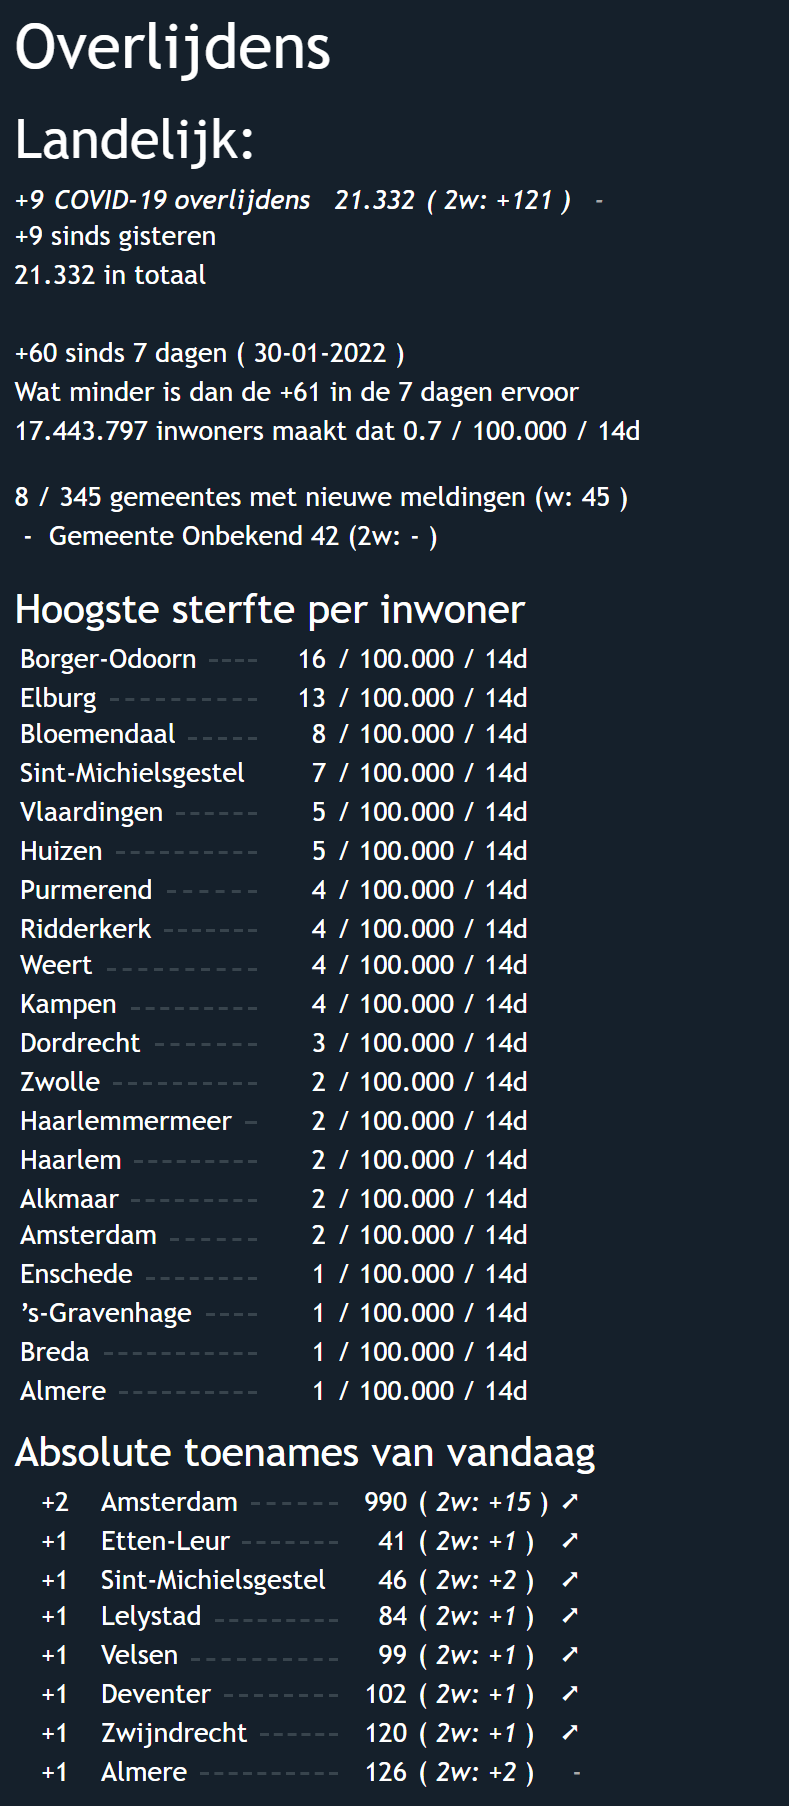 Overlijdens
Landelijk:
+9 COVID-19 overlijdens 21.332 ( 2w: +121 ) -
+9 sinds gisteren
21.332 in totaal
+60 sinds 7 dagen ( 30-01-2022 )
Wat minder is dan de +61 in de 7 dagen ervoor
17.443.797 inwoners maakt dat 0.7 / 100.000 / 14d
8 / 345 gemeentes met nieuwe meldingen (w: 45 )
- Gemeente Onbekend 42 (2w: - )
Hoogste sterfte per inwoner
Borger-Odoorn ---- 16 / 100.000 / 14d
Elburg ---------- 13 / 100.000 / 14d
Bloemendaal ----- 8 / 100.000 / 14d
Sint-Michielsgestel 7 / 100.000 / 14d
Vlaardingen ------ 5 / 100.000 / 14d
Huizen ---------- 5 / 100.000 / 14d
Purmerend ------ 4 / 100.000 / 14d
Ridderkerk ------- 4 / 100.000 / 14d
Weert ---------- 4 / 100.000 / 14d
Kampen --------- 4 / 100.000 / 14d
Dordrecht ------- 3 / 100.000 / 14d
Zwolle ---------- 2 / 100.000 / 14d
Haarlemmermeer - 2 / 100.000 / 14d
Haarlem --------- 2 / 100.000 / 14d
Alkmaar --------- 2 / 100.000 / 14d
Amsterdam ------ 2 / 100.000 / 14d
Enschede -------- 1 / 100.000 / 14d
’s-Gravenhage ---- 1 / 100.000 / 14d
Breda ----------- 1 / 100.000 / 14d
Almere ---------- 1 / 100.000 / 14d
Absolute toenames van vandaag
+2 Amsterdam ------ 990 ( 2w: +15 ) ➚
+1 Etten-Leur ------- 41 ( 2w: +1 ) ➚
+1 Sint-Michielsgestel 46 ( 2w: +2 ) ➚
+1 Lelystad --------- 84 ( 2w: +1 ) ➚
+1 Velsen ---------- 99 ( 2w: +1 ) ➚
+1 Deventer -------- 102 ( 2w: +1 ) ➚
+1 Zwijndrecht ------ 120 ( 2w: +1 ) ➚
+1 Almere ---------- 126 ( 2w: +2 ) -